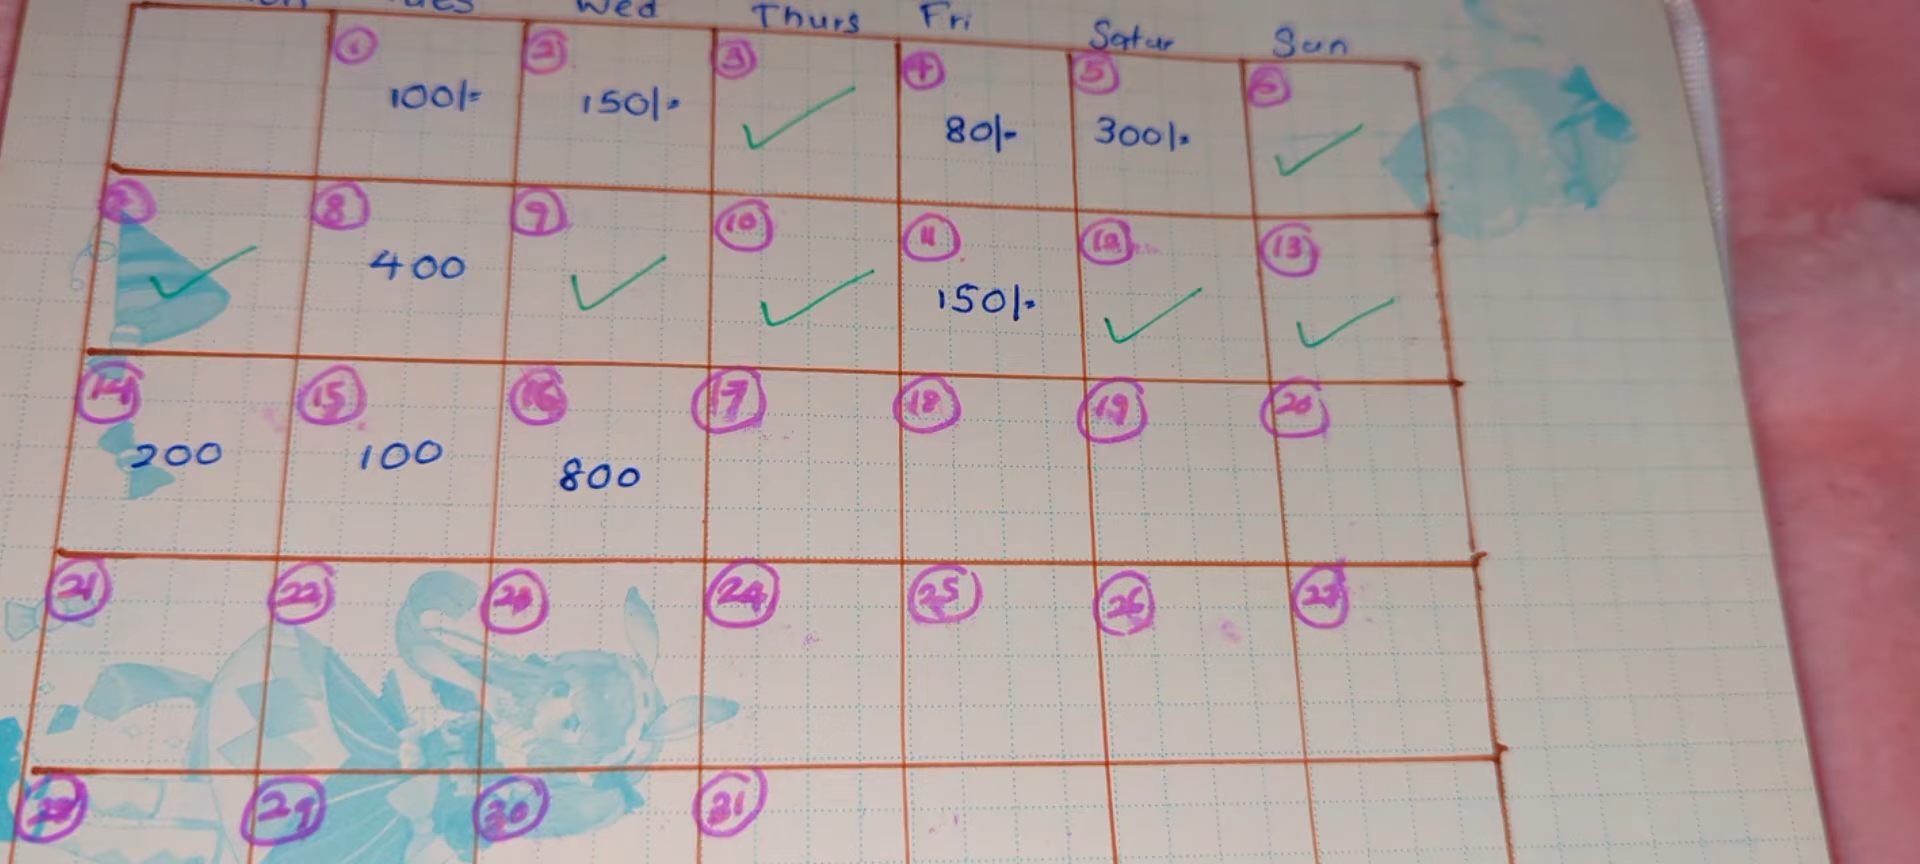 Wed Thurs Fri Satur Sun
1 2 3 4 5 6
100/= 150/= ✓ 80/= 300/= ✓
7 8 9 10 11 12 13
✓ 400 ✓ ✓ 150/= ✓ ✓
14 15 16 17 18 19 20
200 100 800
21 22 23 24 25 26 27
28 29 30 31